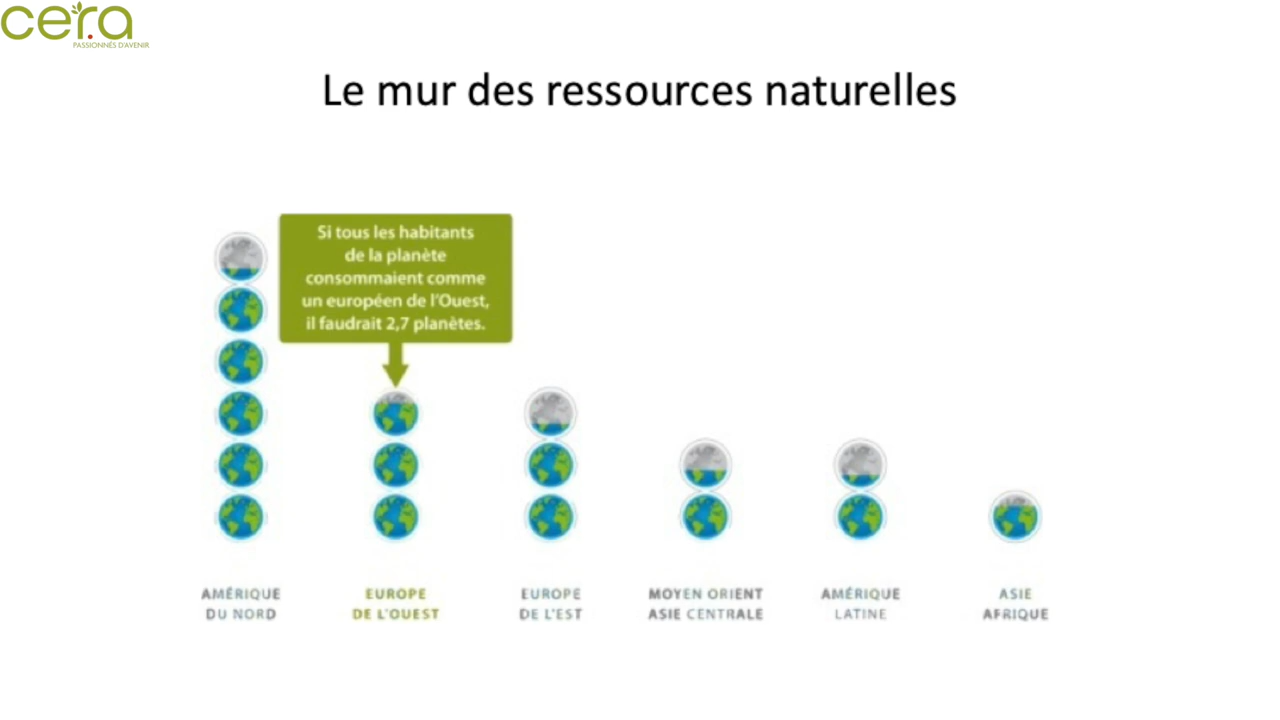 cera
PASSIONNÉS D'AVENIR
Le mur des ressources naturelles
Si tous les habitants
de la planète
consommaient comme
un européen de l'Ouest,
il faudrait 2,7 planètes.
AMÉRIQUE
DU NORD
EUROPE
DE L'OUEST
EUROPE
DE L'EST
MOYEN ORIENT
ASIE CENTRALE
AMÉRIQUE
LATINE
ASIE
AFRIQUE